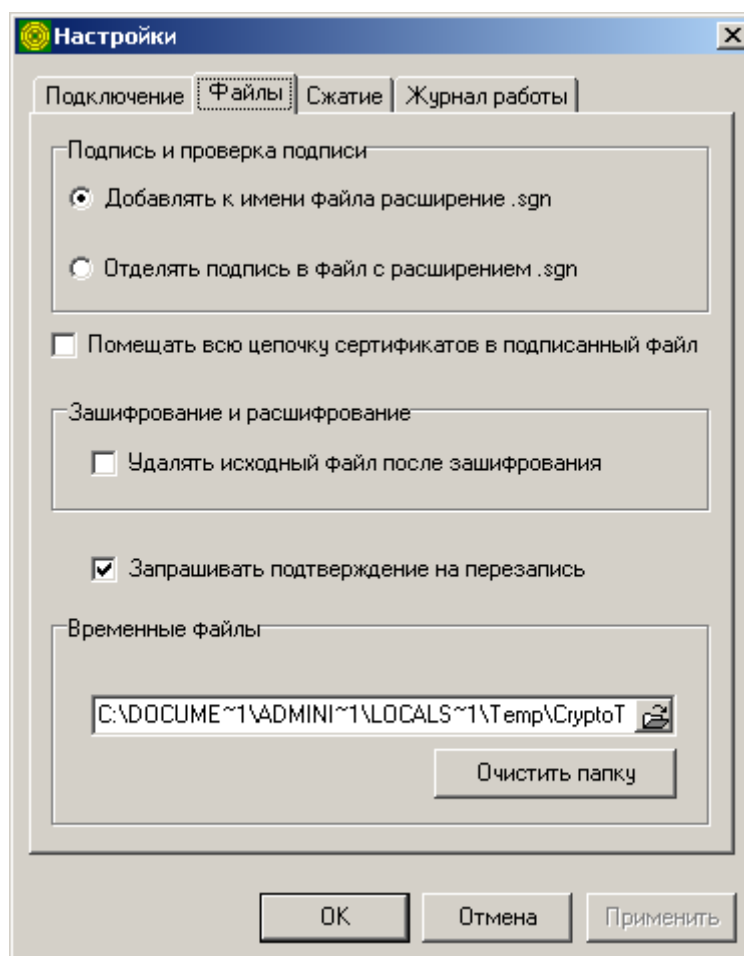 Настройки
Подключение Файлы Сжатие Журнал работы
Подпись и проверка подписи
Добавлять к имени файла расширение .sgn
Отделять подпись в файл с расширением .sgn
Помещать всю цепочку сертификатов в подписанный файл
Зашифрование и расшифрование
Удалять исходный файл после зашифрования
Запрашивать подтверждение на перезапись
Временные файлы
C:\DOCUME~1\ADMINI~1\LOCALS~1\Temp\CryptoT
Очистить папку
OK Отмена Применить